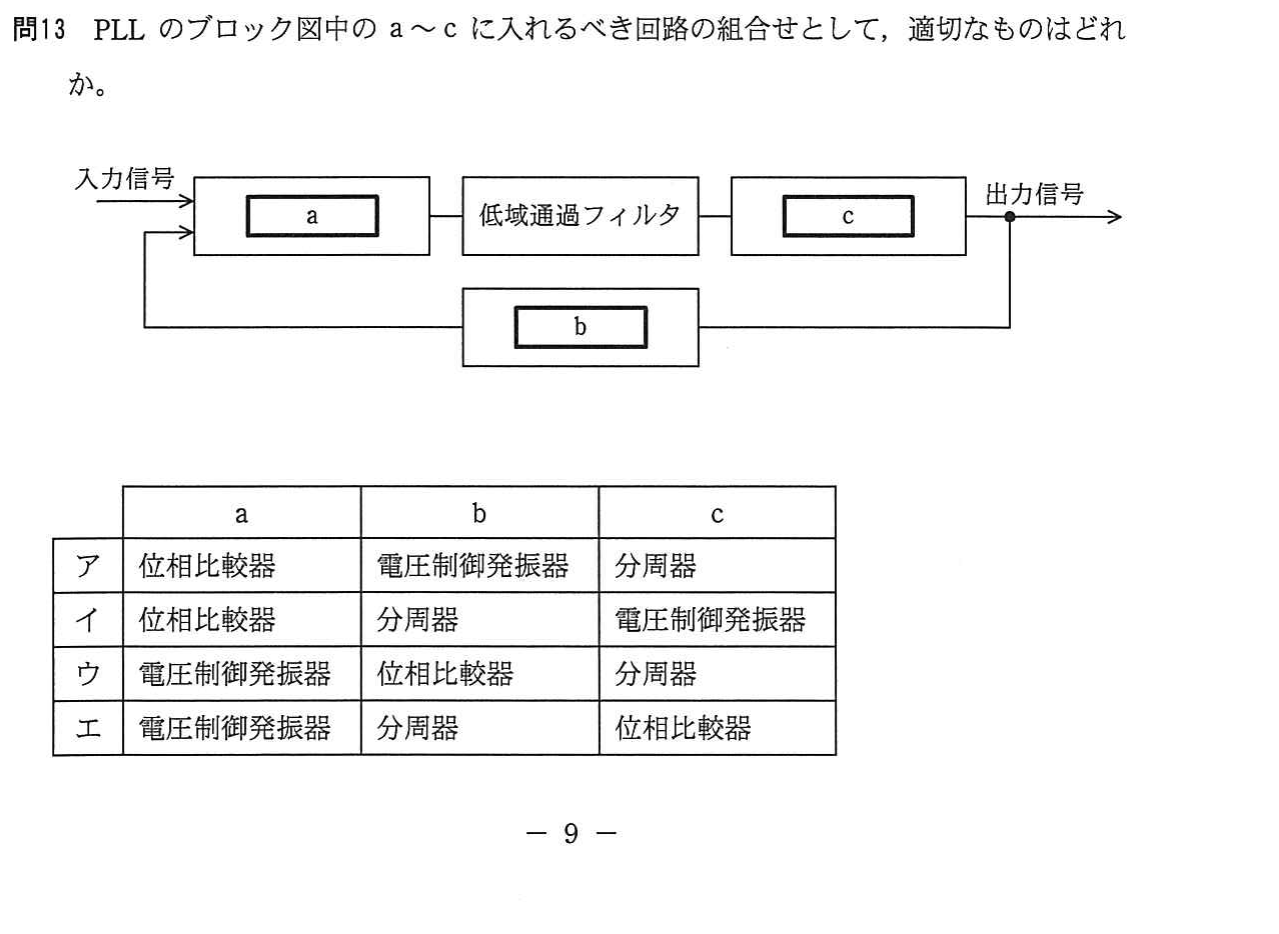 問13 PLL のブロック図中の a～c に入れるべき回路の組合せとして，適切なものはどれ
か。
入力信号
a
低域通過フィルタ
c
出力信号
b
a b c
ア 位相比較器 電圧制御発振器 分周器
イ 位相比較器 分周器 電圧制御発振器
ウ 電圧制御発振器 位相比較器 分周器
エ 電圧制御発振器 分周器 位相比較器
－ 9 －